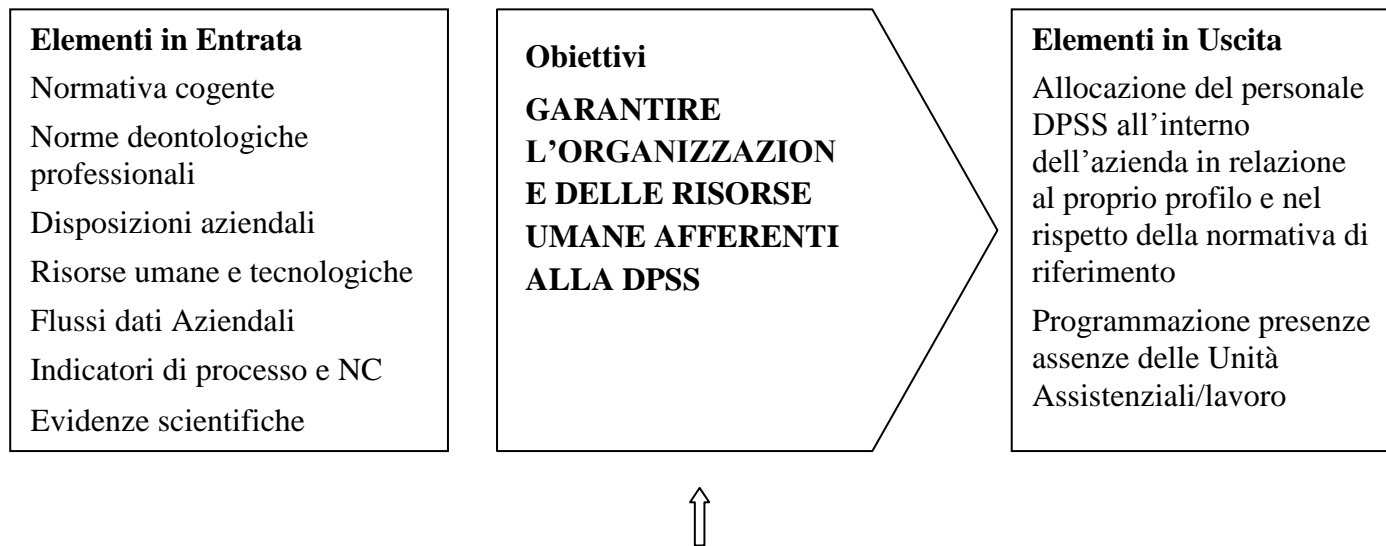 Elementi in Entrata
Normativa cogente
Norme deontologiche
professionali
Disposizioni aziendali
Risorse umane e tecnologiche
Flussi dati Aziendali
Indicatori di processo e NC
Evidenze scientifiche
Obiettivi
GARANTIRE
L’ORGANIZZAZION
E DELLE RISORSE
UMANE AFFERENTI
ALLA DPSS
Elementi in Uscita
Allocazione del personale
DPSS all’interno
dell’azienda in relazione
al proprio profilo e nel
rispetto della normativa di
riferimento
Programmazione presenze
assenze delle Unità
Assistenziali/lavoro